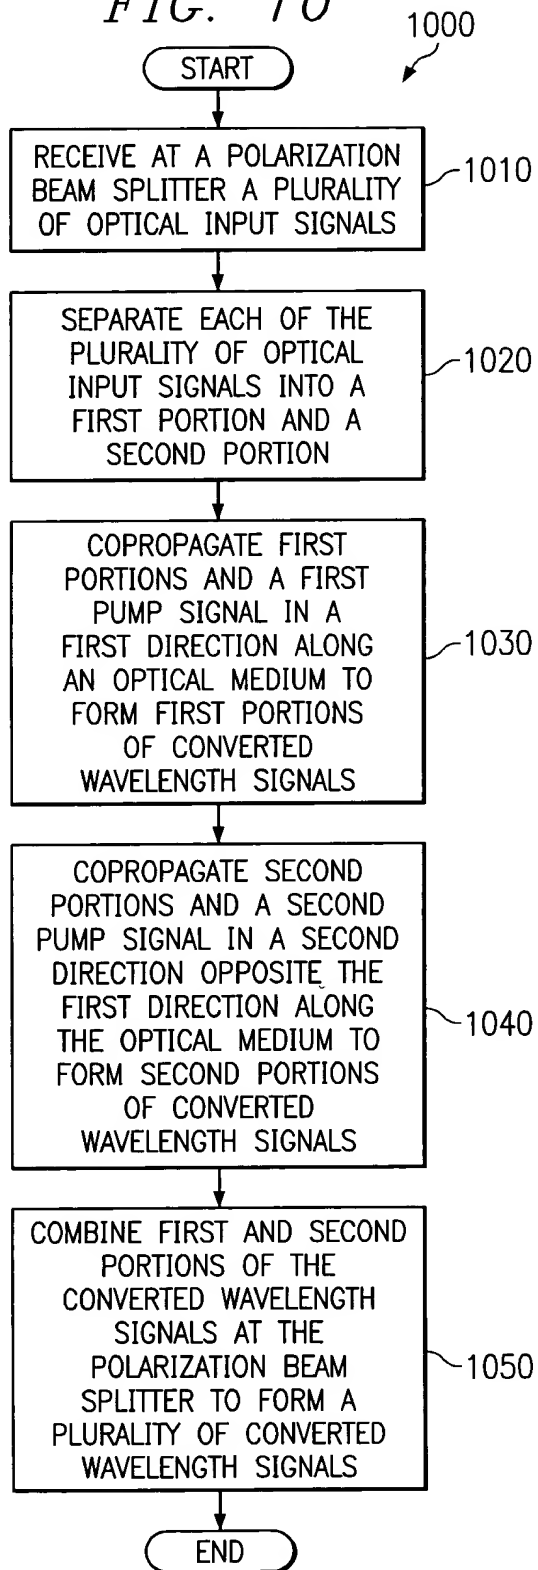 FIG. 10
1000
START
RECEIVE AT A POLARIZATION
BEAM SPLITTER A PLURALITY
OF OPTICAL INPUT SIGNALS
1010
SEPARATE EACH OF THE
PLURALITY OF OPTICAL
INPUT SIGNALS INTO A
FIRST PORTION AND A
SECOND PORTION
1020
COPROPAGATE FIRST
PORTIONS AND A FIRST
PUMP SIGNAL IN A
FIRST DIRECTION ALONG
AN OPTICAL MEDIUM TO
FORM FIRST PORTIONS
OF CONVERTED
WAVELENGTH SIGNALS
1030
COPROPAGATE SECOND
PORTIONS AND A SECOND
PUMP SIGNAL IN A SECOND
DIRECTION OPPOSITE THE
FIRST DIRECTION ALONG
THE OPTICAL MEDIUM TO
FORM SECOND PORTIONS
OF CONVERTED
WAVELENGTH SIGNALS
1040
COMBINE FIRST AND SECOND
PORTIONS OF THE
CONVERTED WAVELENGTH
SIGNALS AT THE
POLARIZATION BEAM
SPLITTER TO FORM A
PLURALITY OF CONVERTED
WAVELENGTH SIGNALS
1050
END